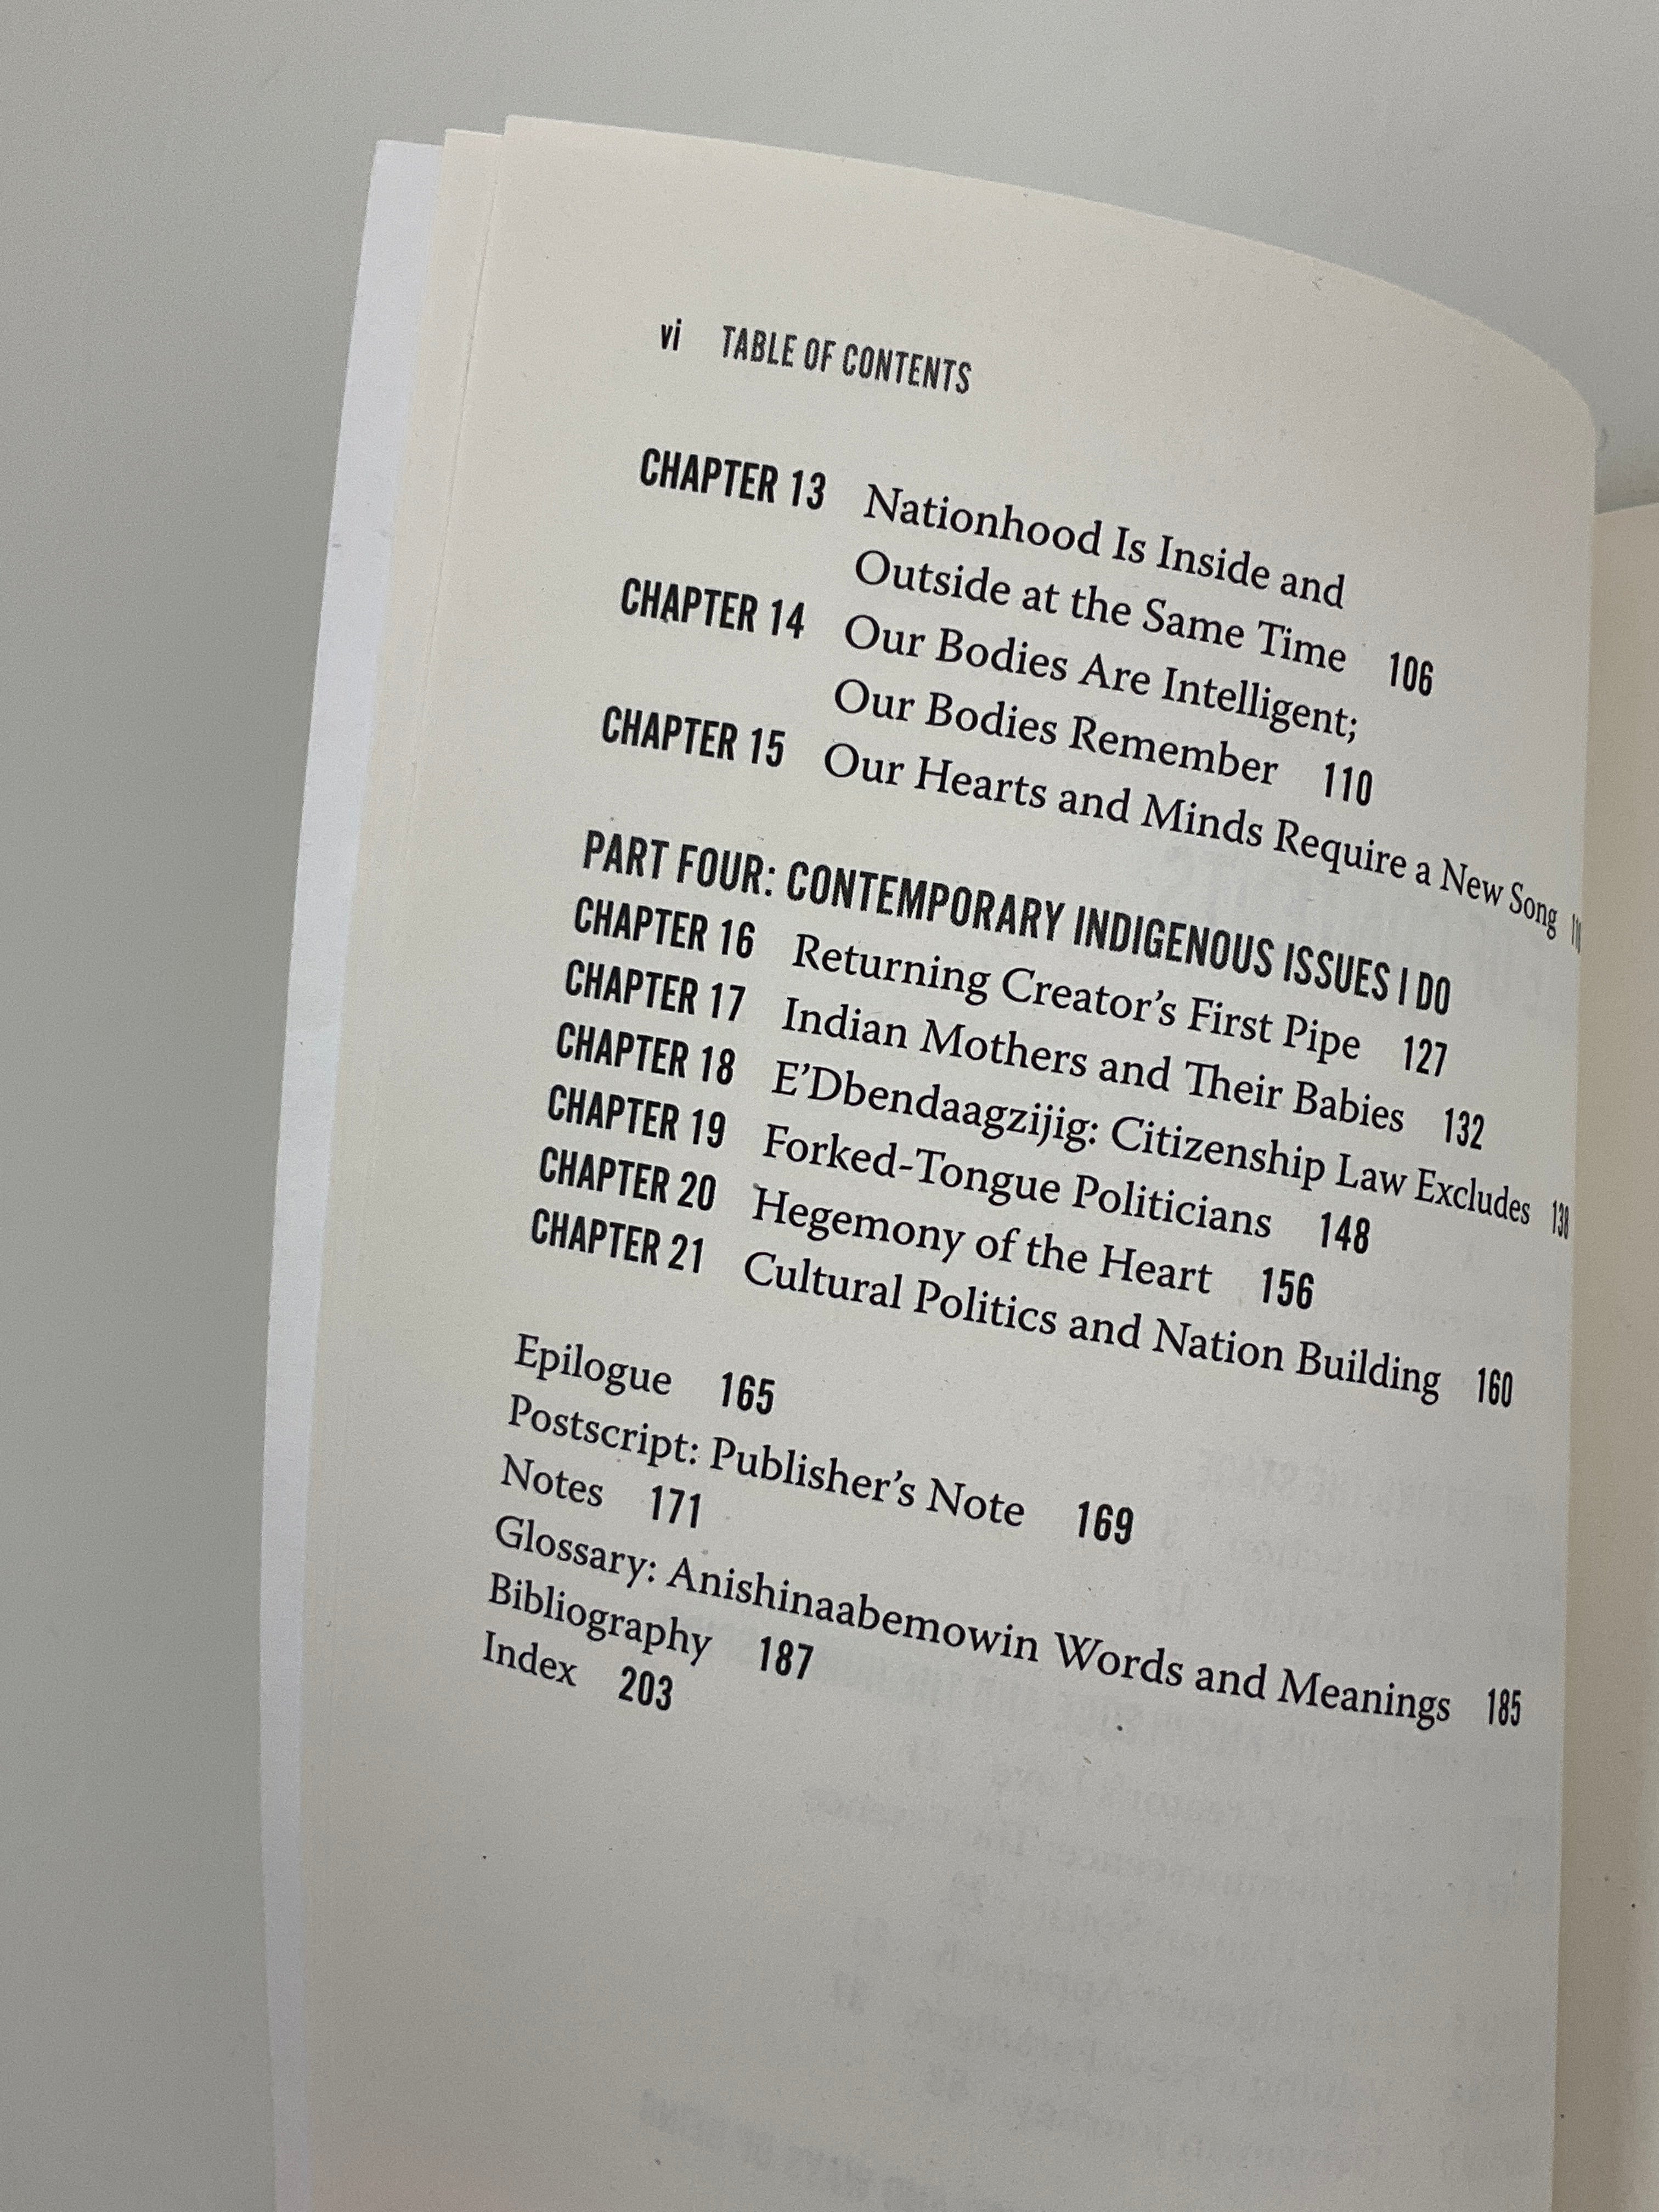 vi TABLE OF CONTENTS
CHAPTER 13 Nationhood Is Inside and
Outside at the Same Time 106
CHAPTER 14 Our Bodies Are Intelligent;
Our Bodies Remember 110
CHAPTER 15 Our Hearts and Minds Require a New Song
PART FOUR: CONTEMPORARY INDIGENOUS ISSUES I DO
CHAPTER 16 Returning Creator’s First Pipe 127
CHAPTER 17 Indian Mothers and Their Babies 132
CHAPTER 18 E’Dbendaagzijig: Citizenship Law Excludes 138
CHAPTER 19 Forked-Tongue Politicians 148
CHAPTER 20 Hegemony of the Heart 156
CHAPTER 21 Cultural Politics and Nation Building 160
Epilogue 165
Postscript: Publisher’s Note 169
Notes 171
Glossary: Anishinaabemowin Words and Meanings 185
Bibliography 187
Index 203